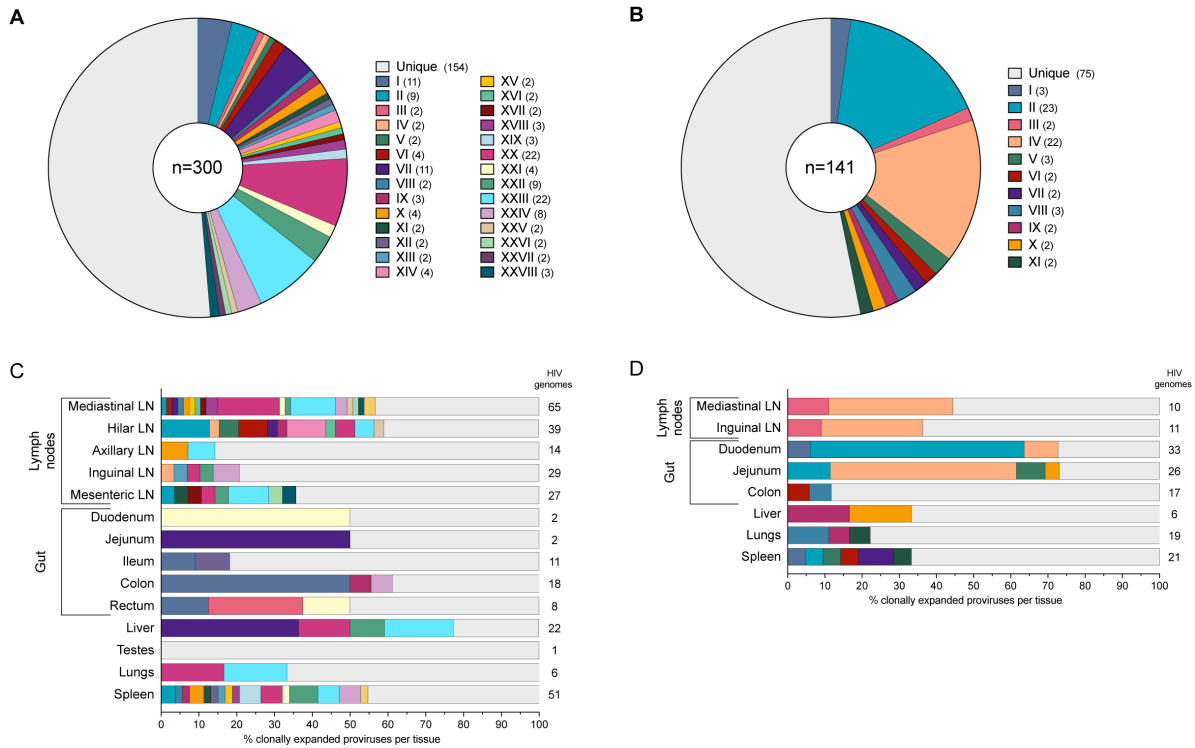 A
n=300
Unique (154)
I (11)
II (9)
III (2)
IV (2)
V (2)
VI (4)
VII (11)
VIII (2)
IX (3)
X (4)
XI (2)
XII (2)
XIII (2)
XIV (4)
XV (2)
XVI (2)
XVII (2)
XVIII (3)
XIX (3)
XX (22)
XXI (4)
XXII (9)
XXIII (22)
XXIV (8)
XXV (2)
XXVI (2)
XXVII (2)
XXVIII (3)
B
n=141
Unique (75)
I (3)
II (23)
III (2)
IV (22)
V (3)
VI (2)
VII (2)
VIII (3)
IX (2)
X (2)
XI (2)
C
HIV
genomes
Lymph
nodes
Mediastinal LN 65
Hilar LN 39
Axillary LN 14
Inguinal LN 29
Mesenteric LN 27
Gut
Duodenum 2
Jejunum 2
Ileum 11
Colon 18
Rectum 8
Liver 22
Testes 1
Lungs 6
Spleen 51
0 10 20 30 40 50 60 70 80 90 100
% clonally expanded proviruses per tissue
D
HIV
genomes
Lymph
nodes
Mediastinal LN 10
Inguinal LN 11
Gut
Duodenum 33
Jejunum 26
Colon 17
Liver 6
Lungs 19
Spleen 21
0 10 20 30 40 50 60 70 80 90 100
% clonally expanded proviruses per tissue